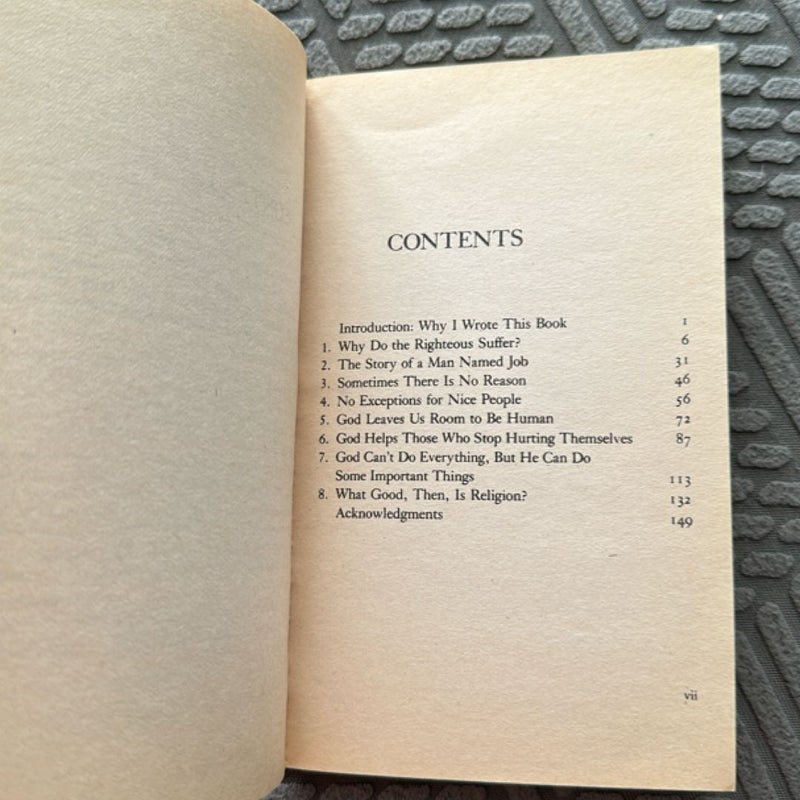 CONTENTS
Introduction: Why I Wrote This Book 1
1. Why Do the Righteous Suffer? 6
2. The Story of a Man Named Job 31
3. Sometimes There Is No Reason 46
4. No Exceptions for Nice People 56
5. God Leaves Us Room to Be Human 72
6. God Helps Those Who Stop Hurting Themselves 87
7. God Can't Do Everything, But He Can Do
Some Important Things 113
8. What Good, Then, Is Religion? 132
Acknowledgments 149
vii